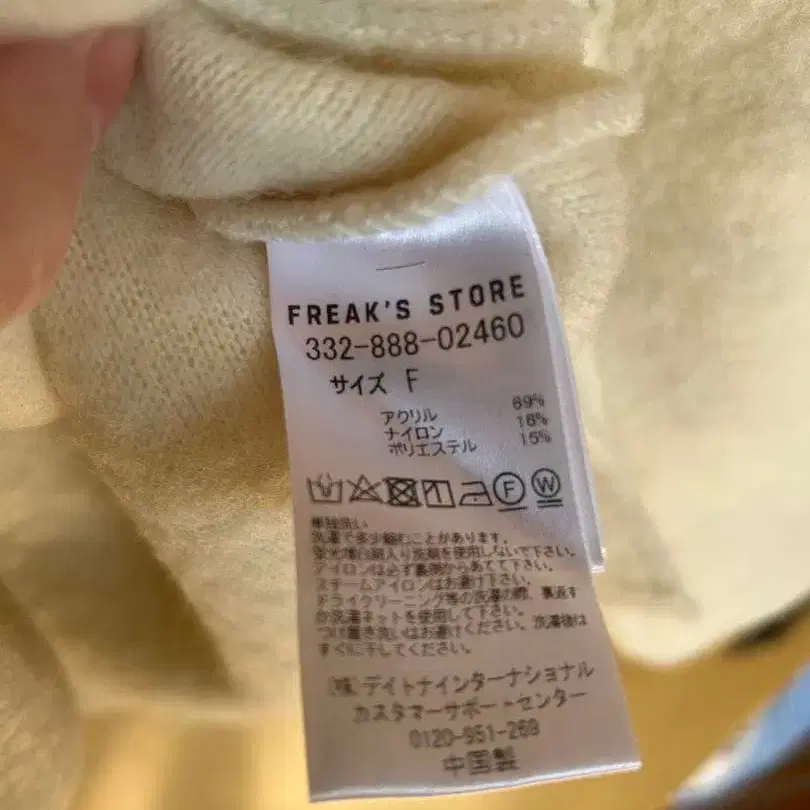 FREAK'S STORE
332-888-02460
サイズ F
アクリル 69%
ナイロン 16%
ポリエステル 15%
F W
単独洗い
洗濯で多少縮むことがあります。
蛍光増白剤入り洗剤を使用しないで下さい。
アイロンは必ず裏側からあてて下さい。
スチームアイロンはお避け下さい。
ドライクリーニング等の洗濯の際、裏返す
か洗濯ネットを使用して下さい。
つけ置き洗いはお避けください。洗濯後は
すぐに干してください。
(株)デイトナインターナショナル
カスタマーサポートセンター
0120-951-269
中国製